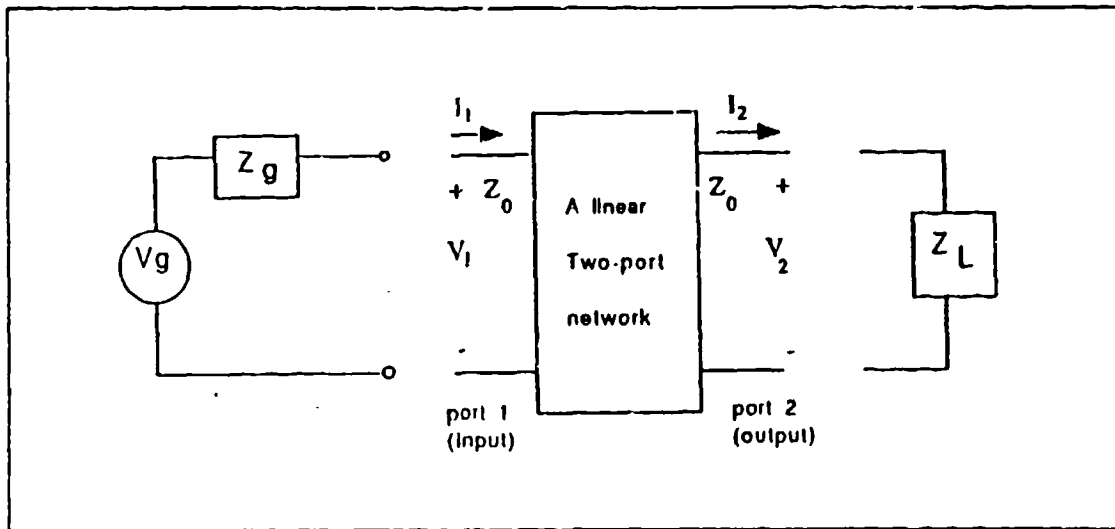 I1 I2
Zg
+ Z0 Z0 +
A linear
Vg V1 Two-port V2 ZL
network
port 1 port 2
(input) (output)